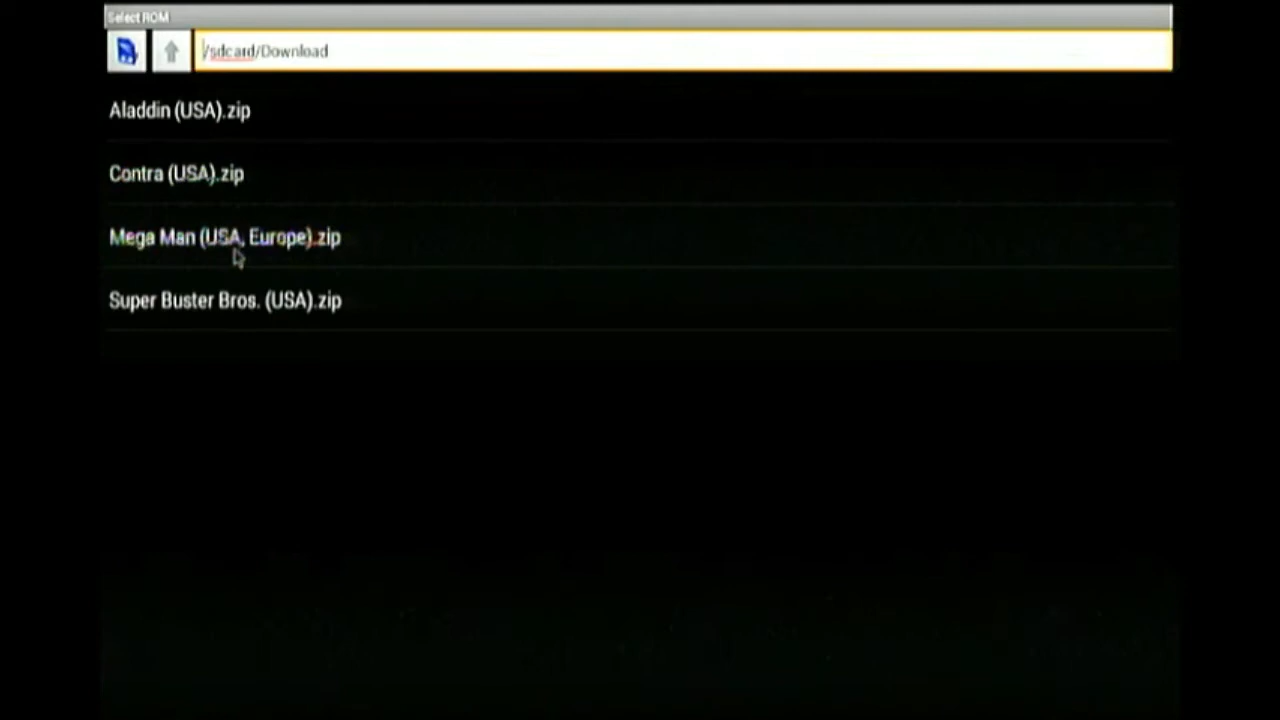 Select ROM
/sdcard/Download
Aladdin (USA).zip
Contra (USA).zip
Mega Man (USA, Europe).zip
Super Buster Bros. (USA).zip